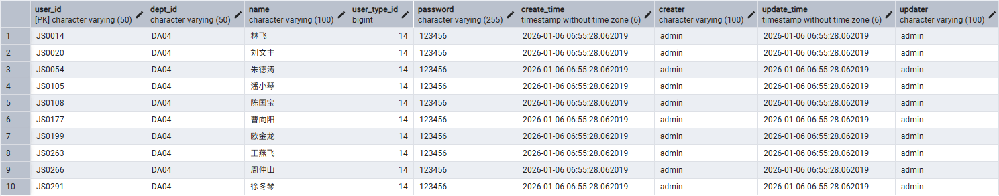 user_id dept_id name user_type_id password create_time creater update_time updater
[PK] character varying (50) character varying (50) character varying (100) bigint character varying (255) timestamp without time zone (6) character varying (100) timestamp without time zone (6) character varying (100)
1 JS0014 DA04 林飞 14 123456 2026-01-06 06:55:28.062019 admin 2026-01-06 06:55:28.062019 admin
2 JS0020 DA04 刘文丰 14 123456 2026-01-06 06:55:28.062019 admin 2026-01-06 06:55:28.062019 admin
3 JS0054 DA04 朱德涛 14 123456 2026-01-06 06:55:28.062019 admin 2026-01-06 06:55:28.062019 admin
4 JS0105 DA04 潘小琴 14 123456 2026-01-06 06:55:28.062019 admin 2026-01-06 06:55:28.062019 admin
5 JS0108 DA04 陈国宝 14 123456 2026-01-06 06:55:28.062019 admin 2026-01-06 06:55:28.062019 admin
6 JS0177 DA04 曹向阳 14 123456 2026-01-06 06:55:28.062019 admin 2026-01-06 06:55:28.062019 admin
7 JS0199 DA04 欧金龙 14 123456 2026-01-06 06:55:28.062019 admin 2026-01-06 06:55:28.062019 admin
8 JS0263 DA04 王燕飞 14 123456 2026-01-06 06:55:28.062019 admin 2026-01-06 06:55:28.062019 admin
9 JS0266 DA04 周仲山 14 123456 2026-01-06 06:55:28.062019 admin 2026-01-06 06:55:28.062019 admin
10 JS0291 DA04 徐冬琴 14 123456 2026-01-06 06:55:28.062019 admin 2026-01-06 06:55:28.062019 admin